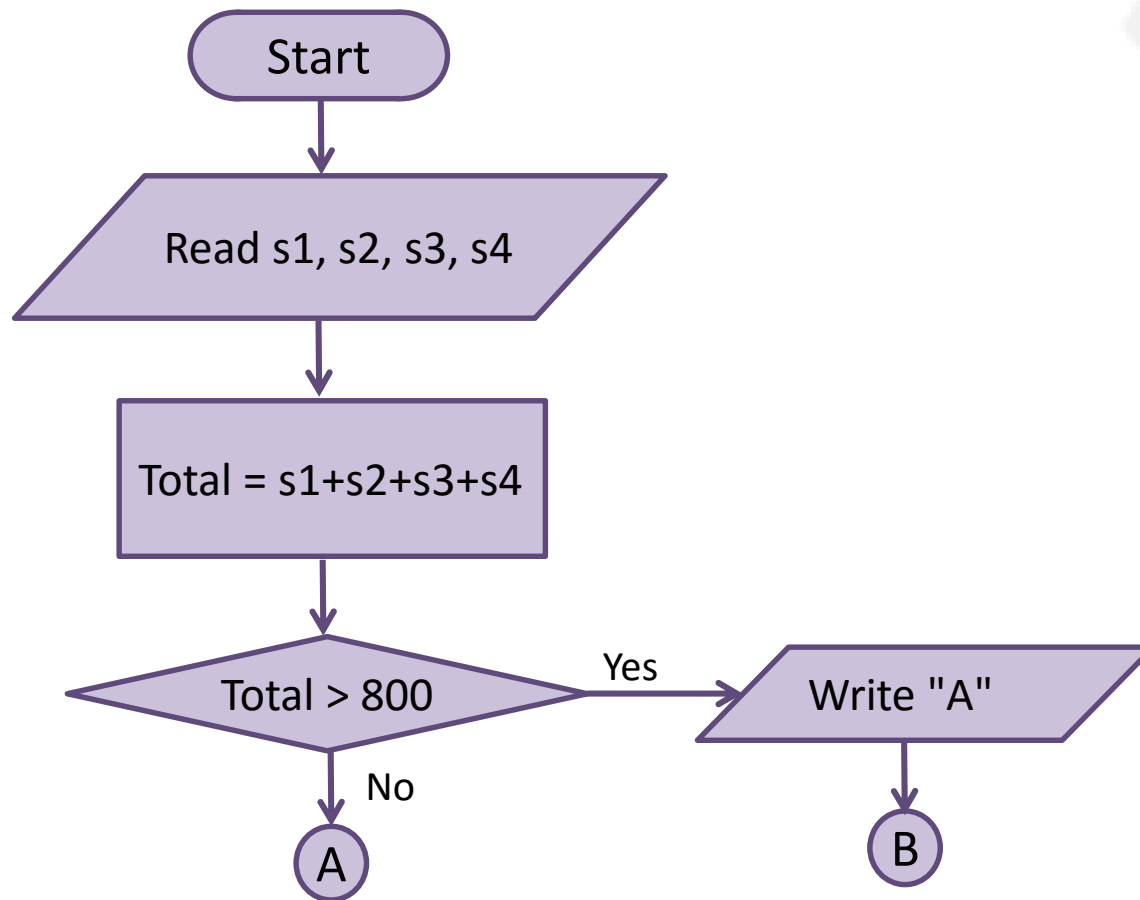 Start
Read s1, s2, s3, s4
Total = s1+s2+s3+s4
Total > 800
Yes
Write "A"
No
A
B